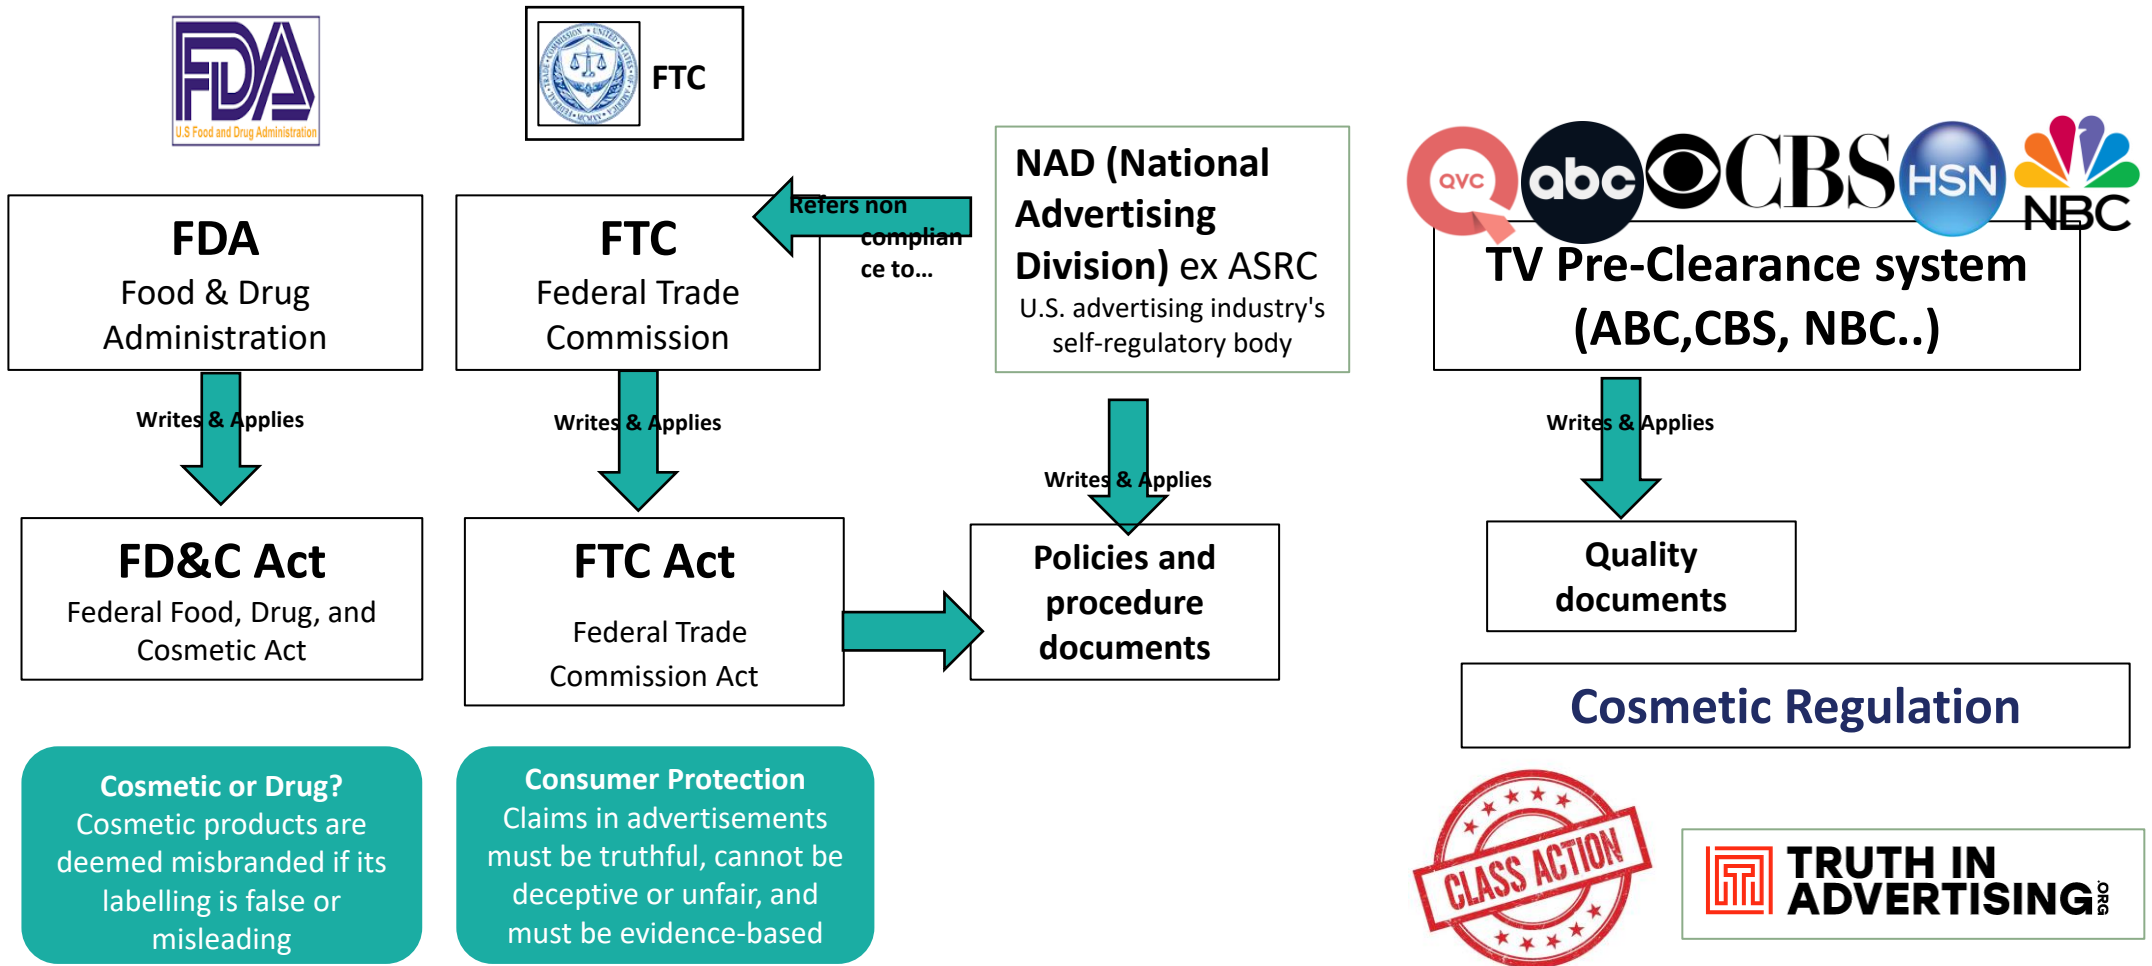 FDA
U.S Food and Drug Administration
FTC
FDA
Food & Drug
Administration
Writes & Applies
FD&C Act
Federal Food, Drug, and
Cosmetic Act
Cosmetic or Drug?
Cosmetic products are
deemed misbranded if its
labelling is false or
misleading
FTC
Federal Trade
Commission
Writes & Applies
FTC Act
Federal Trade
Commission Act
Consumer Protection
Claims in advertisements
must be truthful, cannot be
deceptive or unfair, and
must be evidence-based
Refers non
complian
ce to...
NAD (National
Advertising
Division) ex ASRC
U.S. advertising industry's
self-regulatory body
Writes & Applies
Policies and
procedure
documents
QVC
abc
CBS
HSN
NBC
TV Pre-Clearance system
(ABC,CBS, NBC..)
Writes & Applies
Quality
documents
Cosmetic Regulation
CLASS ACTION
TRUTH IN
ADVERTISING
.ORG